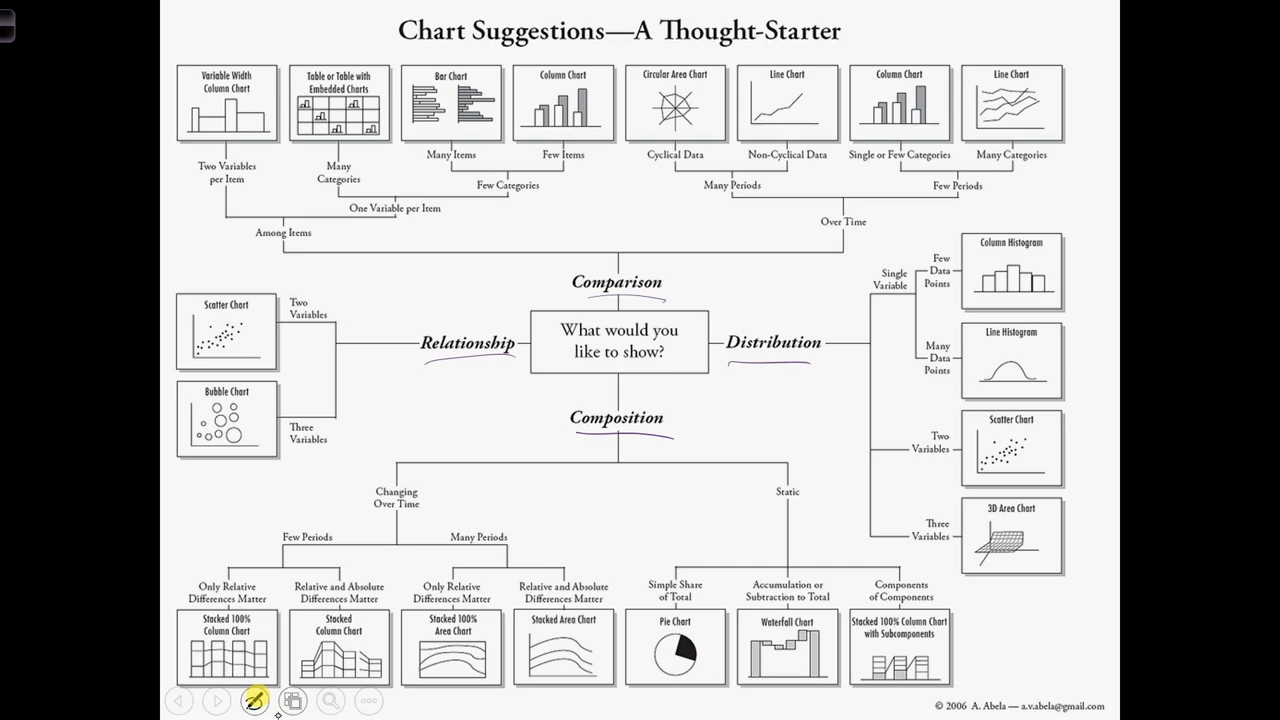 Chart Suggestions—A Thought-Starter
Variable Width
Column Chart
Table or Table with
Embedded Charts
Bar Chart
Column Chart
Circular Area Chart
Line Chart
Column Chart
Line Chart
Two Variables
per Item
Many
Categories
Many Items
Few Items
Cyclical Data
Non-Cyclical Data
Single or Few Categories
Many Categories
Few Categories
Many Periods
Few Periods
One Variable per Item
Over Time
Among Items
Comparison
What would you
like to show?
Relationship
Two
Variables
Scatter Chart
Three
Variables
Bubble Chart
Distribution
Single
Variable
Few
Data
Points
Column Histogram
Many
Data
Points
Line Histogram
Two
Variables
Scatter Chart
Three
Variables
3D Area Chart
Composition
Changing
Over Time
Static
Few Periods
Many Periods
Only Relative
Differences Matter
Relative and Absolute
Differences Matter
Only Relative
Differences Matter
Relative and Absolute
Differences Matter
Simple Share
of Total
Accumulation or
Subtraction to Total
Components
of Components
Stacked 100%
Column Chart
Stacked
Column Chart
Stacked 100%
Area Chart
Stacked Area Chart
Pie Chart
Waterfall Chart
Stacked 100% Column Chart
with Subcomponents
© 2006 A. Abela — a.v.abela@gmail.com